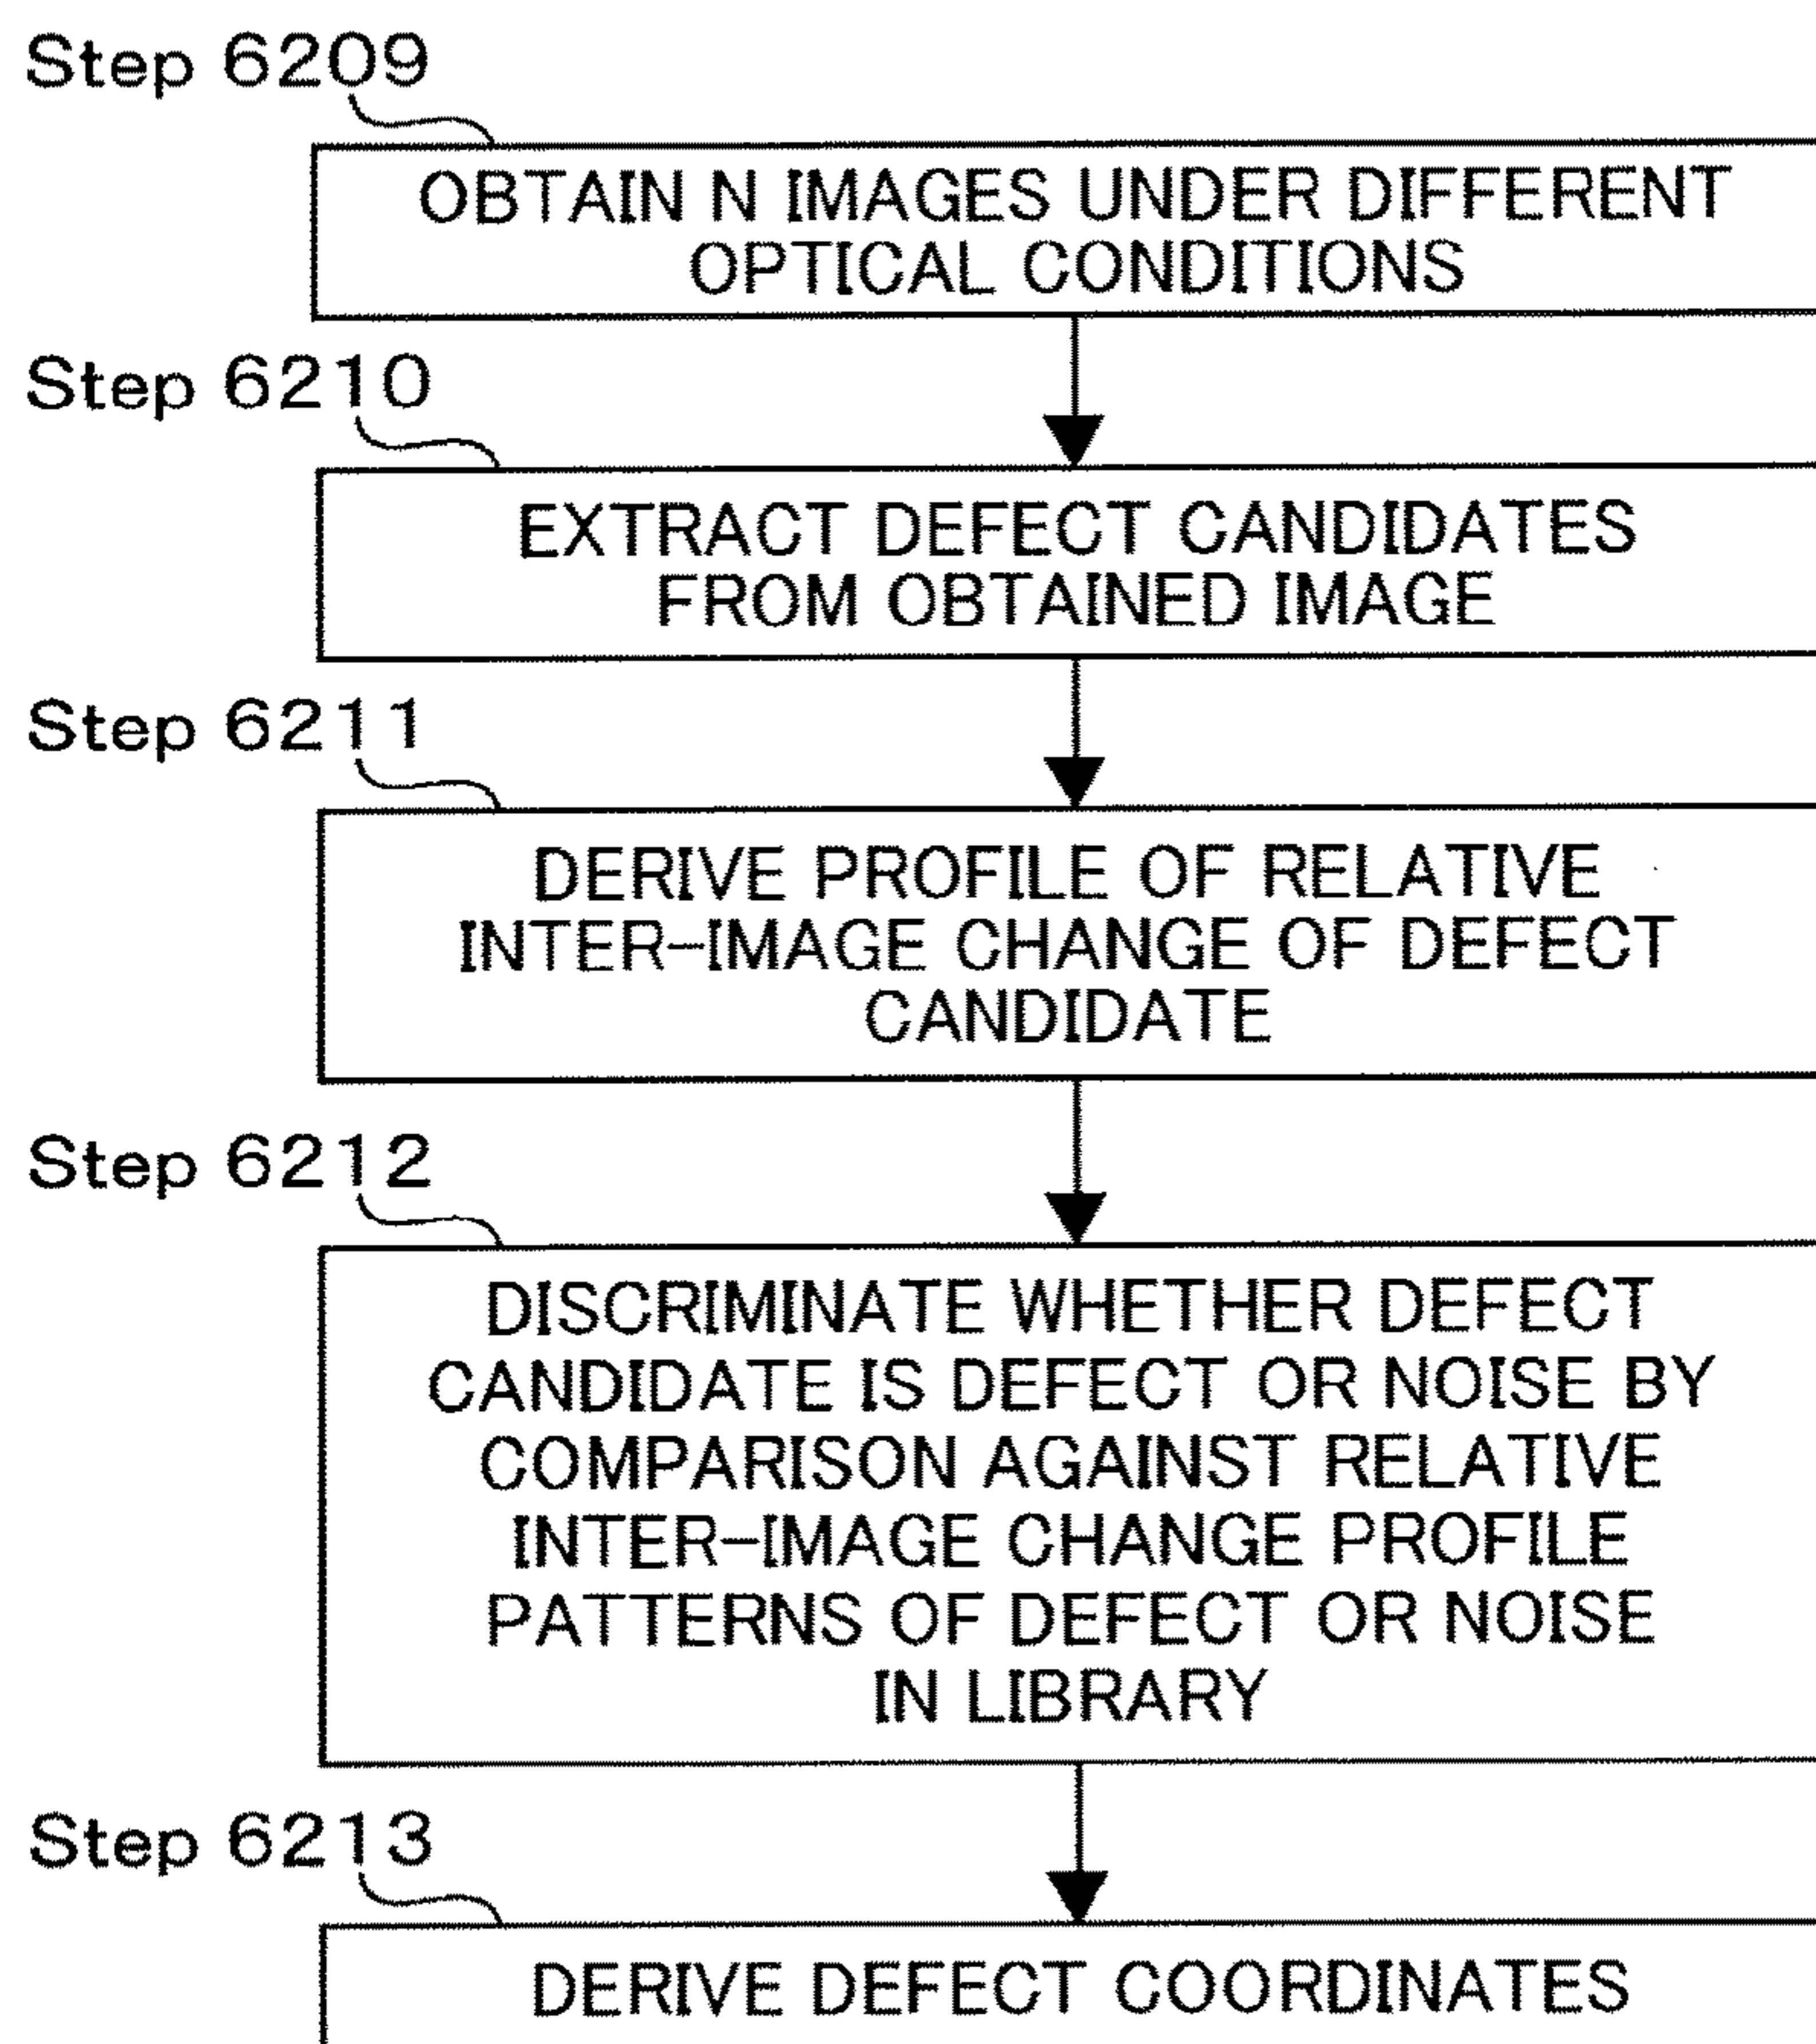 Step 6209
OBTAIN N IMAGES UNDER DIFFERENT
OPTICAL CONDITIONS
Step 6210
EXTRACT DEFECT CANDIDATES
FROM OBTAINED IMAGE
Step 6211
DERIVE PROFILE OF RELATIVE
INTER-IMAGE CHANGE OF DEFECT
CANDIDATE
Step 6212
DISCRIMINATE WHETHER DEFECT
CANDIDATE IS DEFECT OR NOISE BY
COMPARISON AGAINST RELATIVE
INTER-IMAGE CHANGE PROFILE
PATTERNS OF DEFECT OR NOISE
IN LIBRARY
Step 6213
DERIVE DEFECT COORDINATES